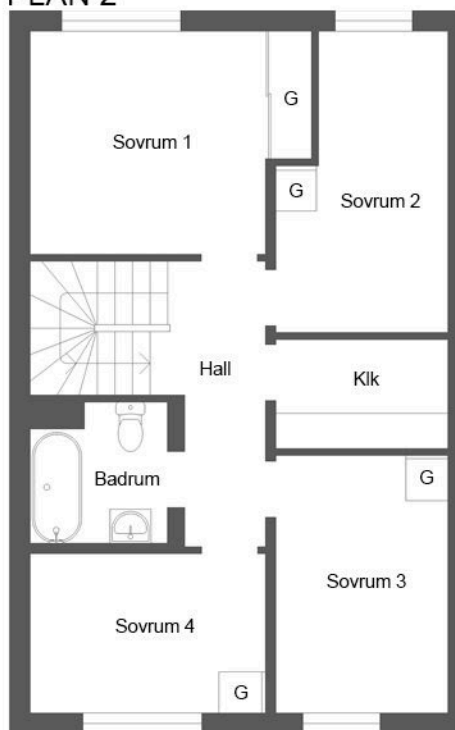 PLAN 2
G
Sovrum 1
G
Sovrum 2
Hall
Klk
Badrum
G
Sovrum 3
Sovrum 4
G